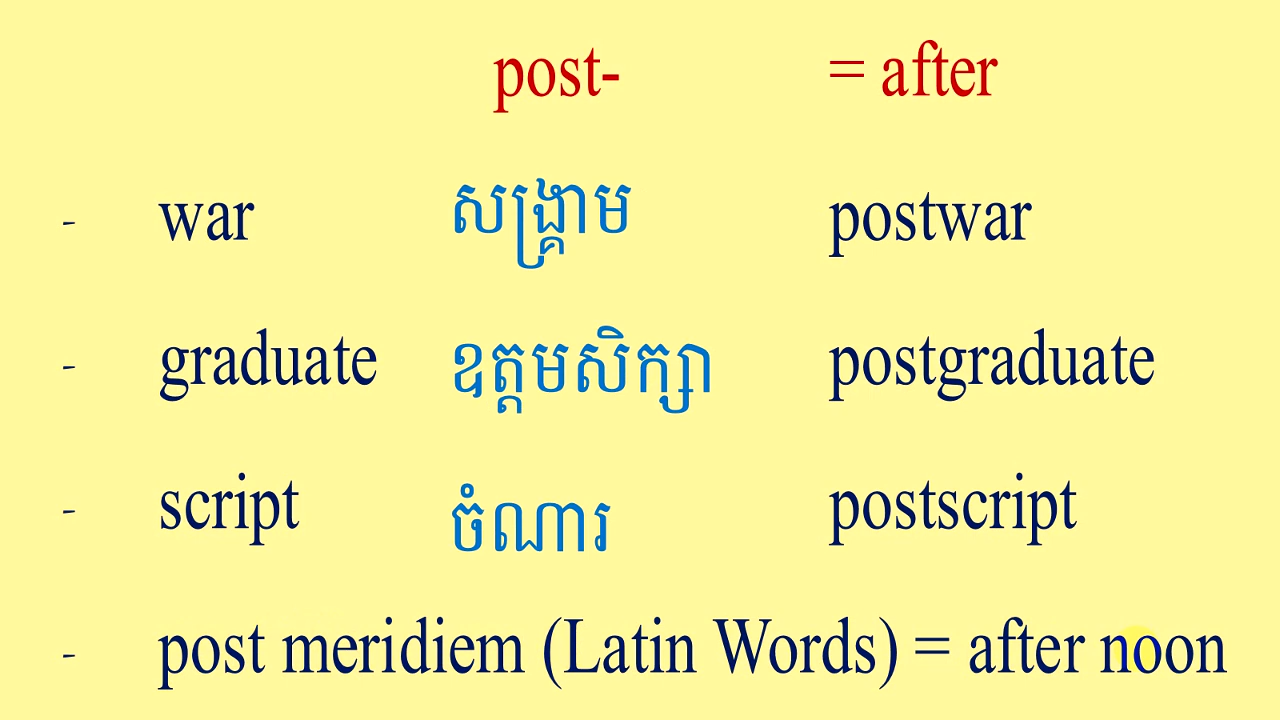 post- = after
- war សង្គ្រាម postwar
- graduate ឧត្តមសិក្សា postgraduate
- script ចំណារ postscript
- post meridiem (Latin Words) = after noon